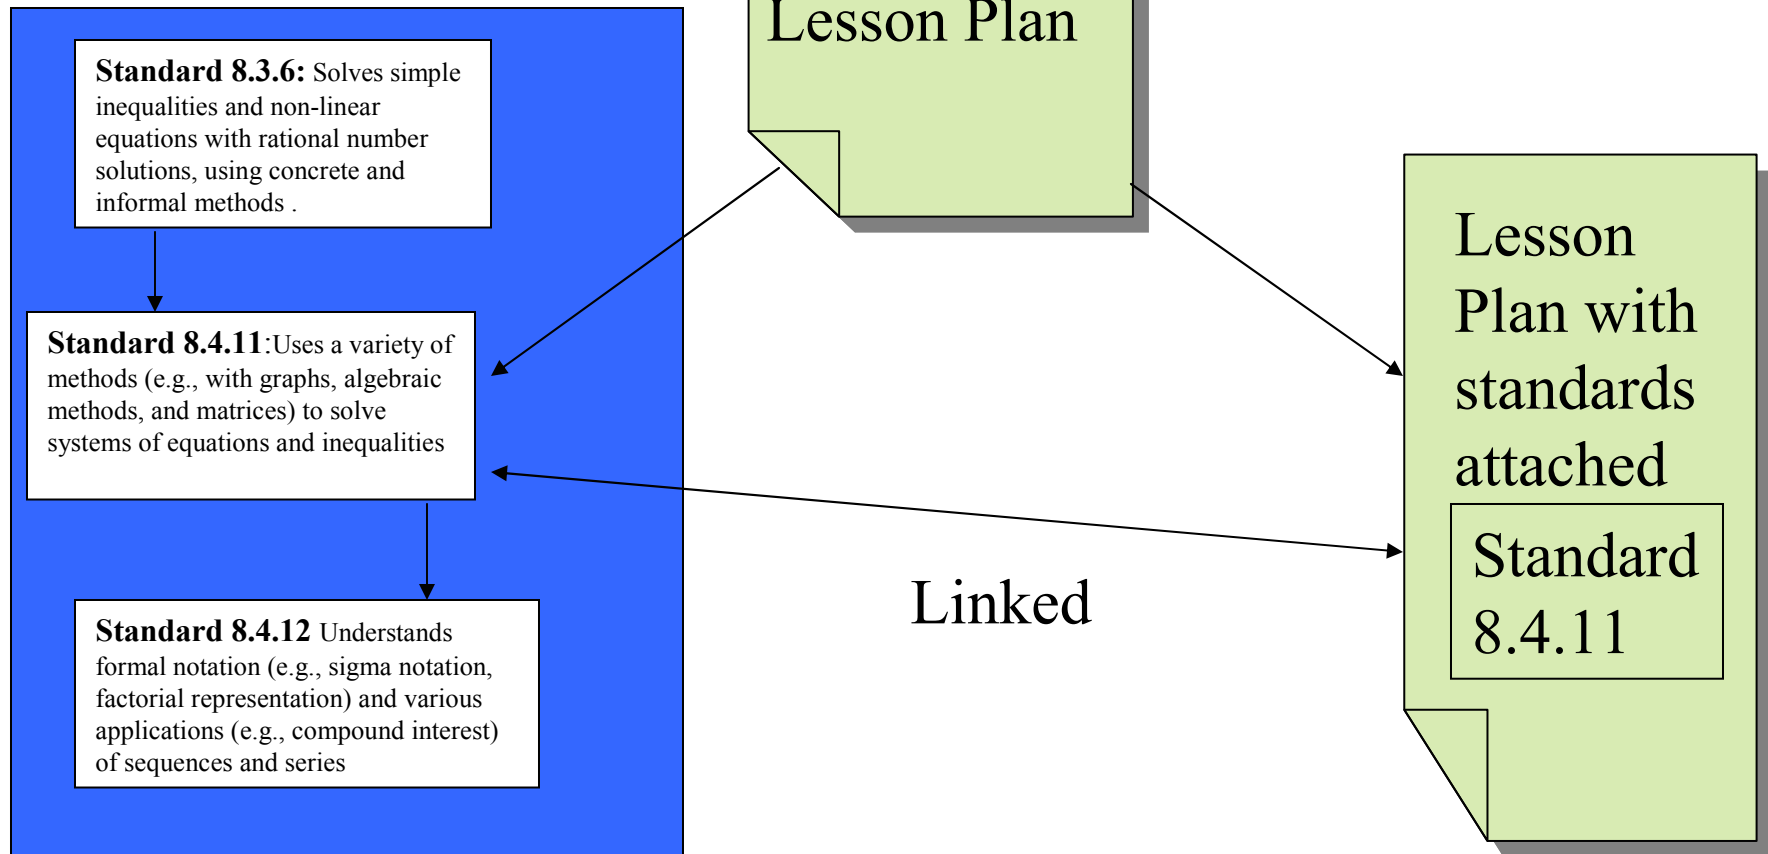 Lesson Plan
Standard 8.3.6: Solves simple
inequalities and non-linear
equations with rational number
solutions, using concrete and
informal methods .
Standard 8.4.11:Uses a variety of
methods (e.g., with graphs, algebraic
methods, and matrices) to solve
systems of equations and inequalities
Standard 8.4.12 Understands
formal notation (e.g., sigma notation,
factorial representation) and various
applications (e.g., compound interest)
of sequences and series
Linked
Lesson
Plan with
standards
attached
Standard
8.4.11